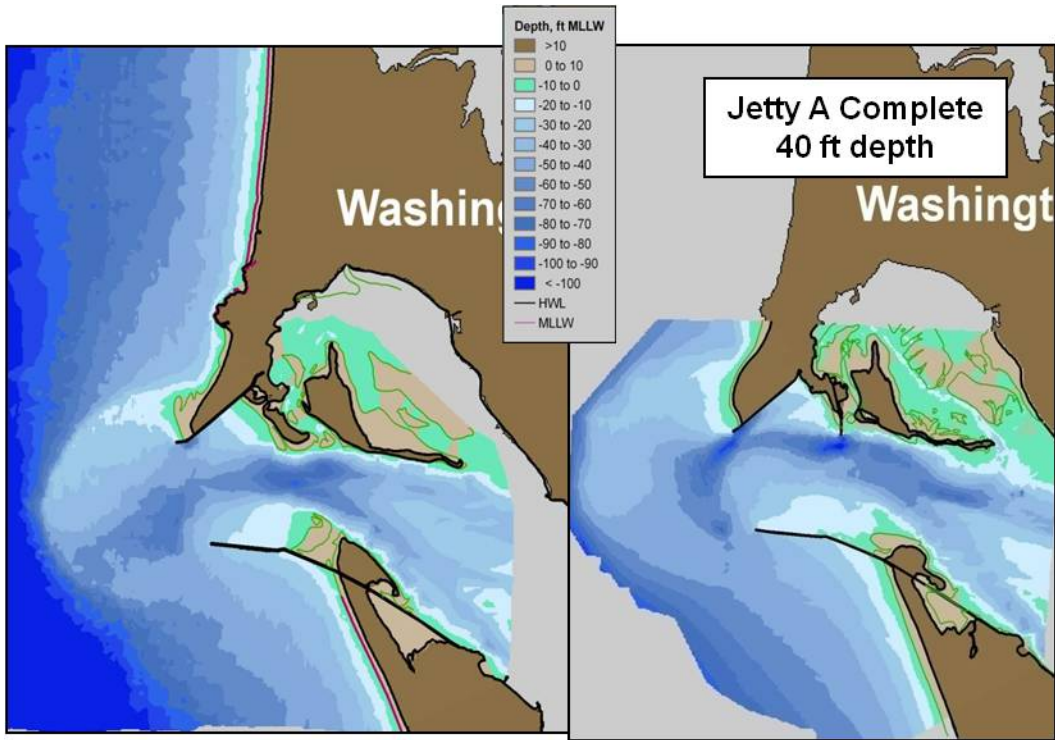 Depth, ft MLLW
>10
0 to 10
-10 to 0
-20 to -10
-30 to -20
-40 to -30
-50 to -40
-60 to -50
-70 to -60
-80 to -70
-90 to -80
-100 to -90
< -100
HWL
MLLW
Jetty A Complete
40 ft depth
Washing
Washingt